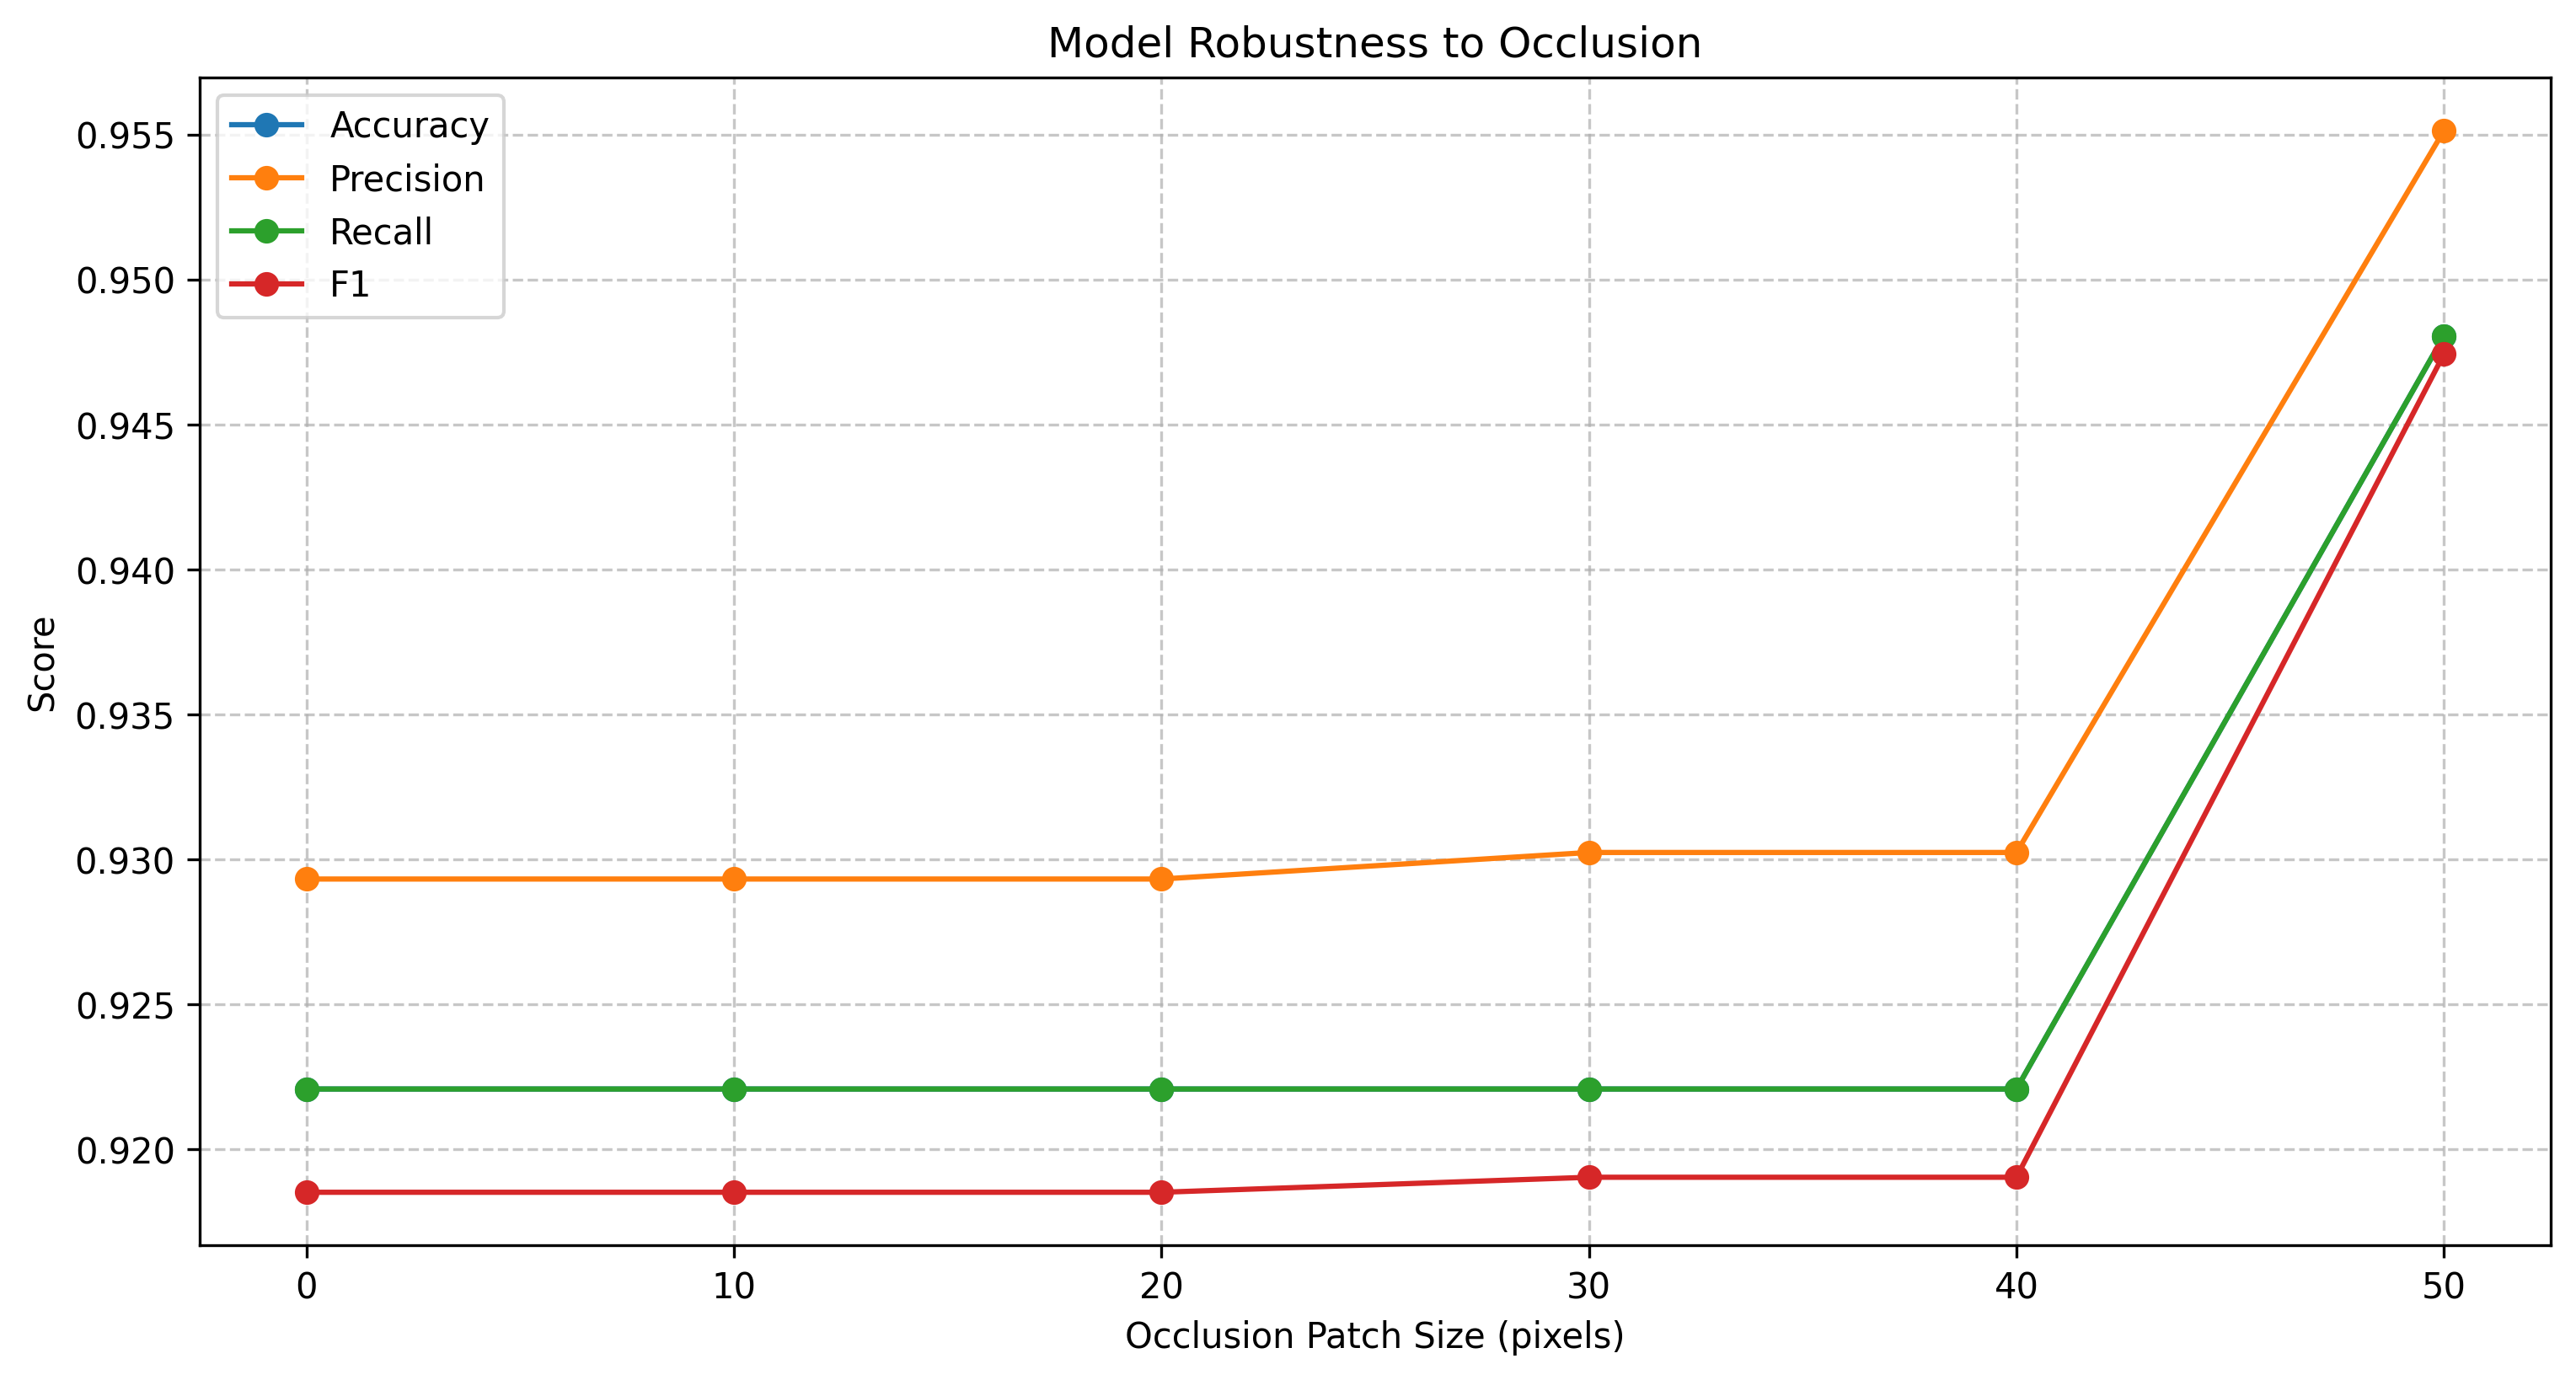 Model Robustness to Occlusion
Accuracy
Precision
Recall
F1
Score
0.955
0.950
0.945
0.940
0.935
0.930
0.925
0.920
0 10 20 30 40 50
Occlusion Patch Size (pixels)